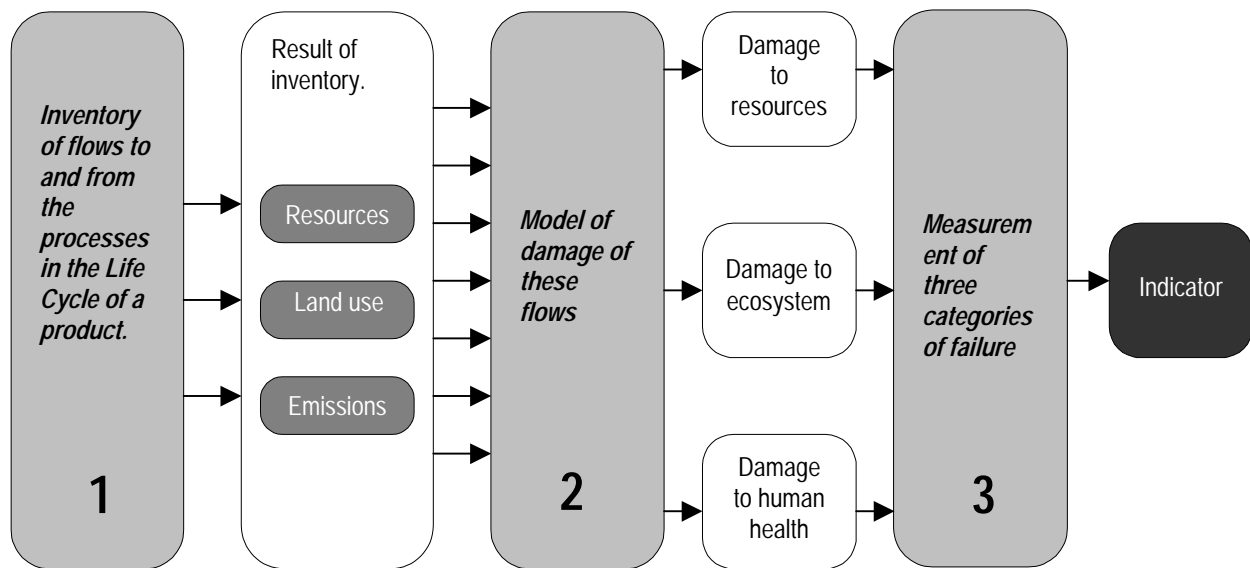 Inventory
of flows to
and from
the
processes
in the Life
Cycle of a
product.
1
Result of
inventory.
Resources
Land use
Emissions
Model of
damage of
these
flows
2
Damage
to
resources
Damage to
ecosystem
Damage
to human
health
Measurem
ent of
three
categories
of failure
3
Indicator